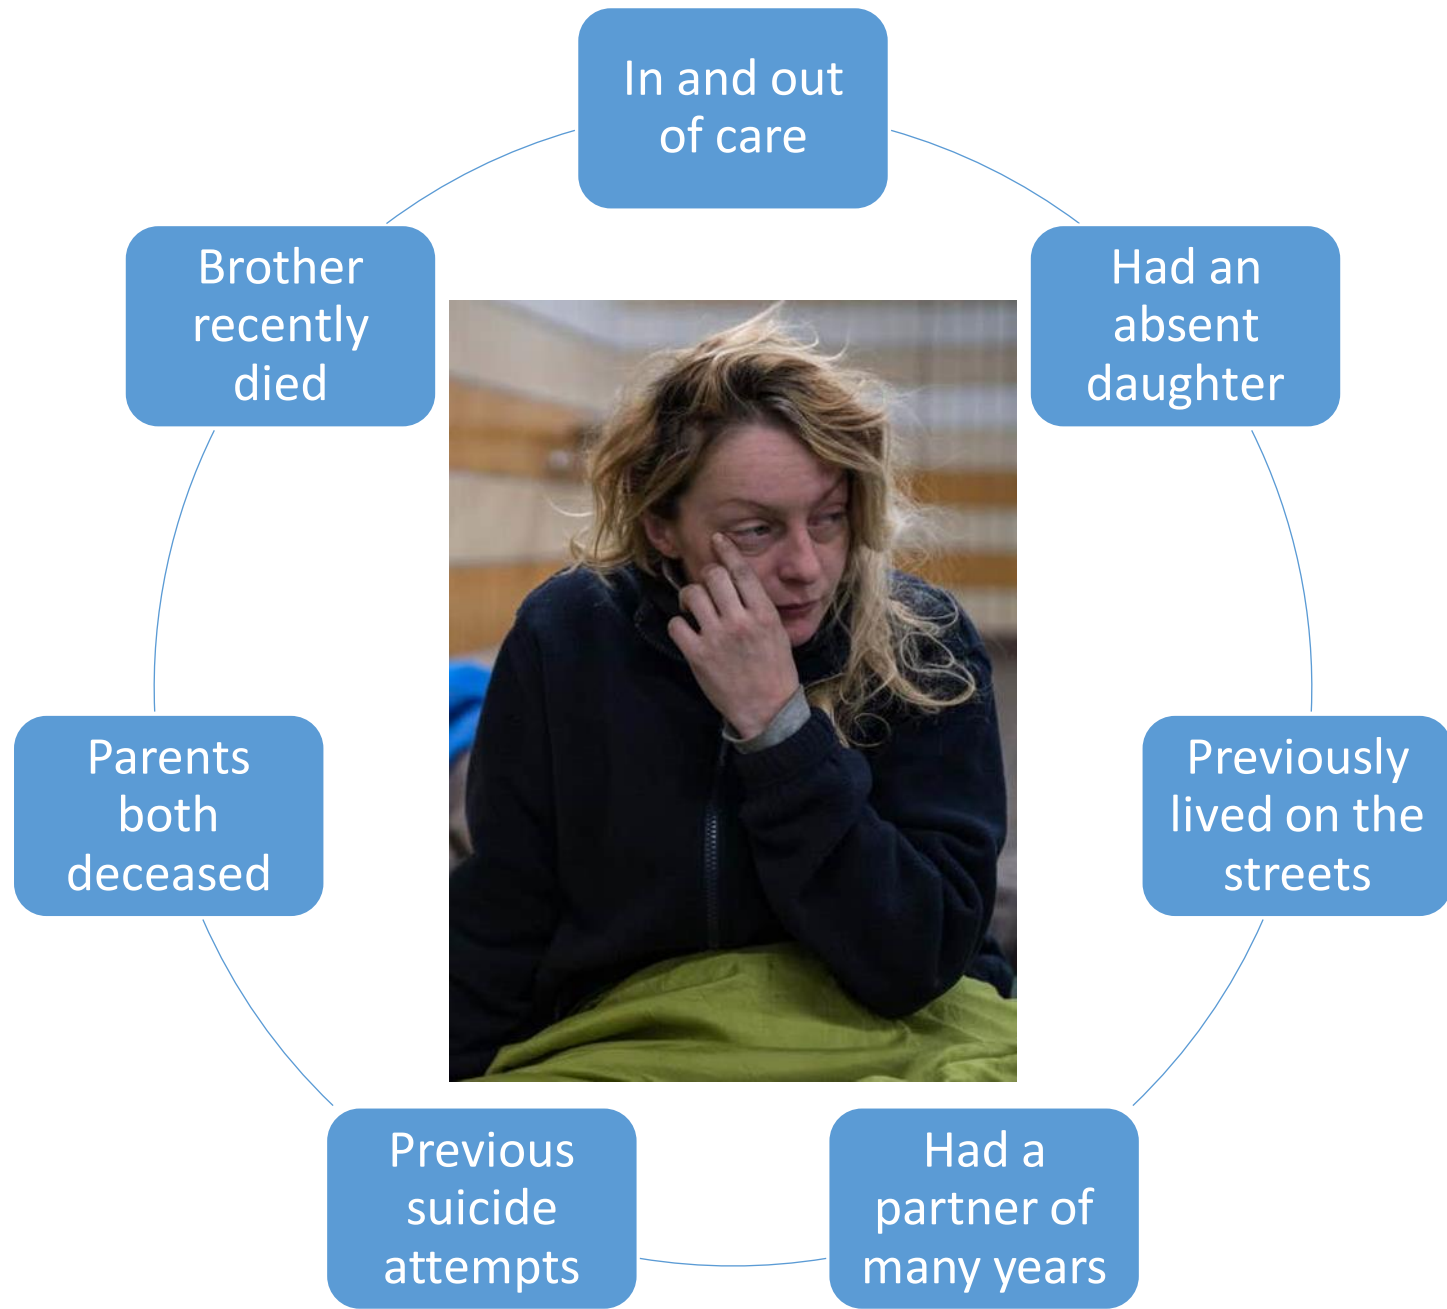 In and out
of care
Had an
absent
daughter
Previously
lived on the
streets
Had a
partner of
many years
Previous
suicide
attempts
Parents
both
deceased
Brother
recently
died